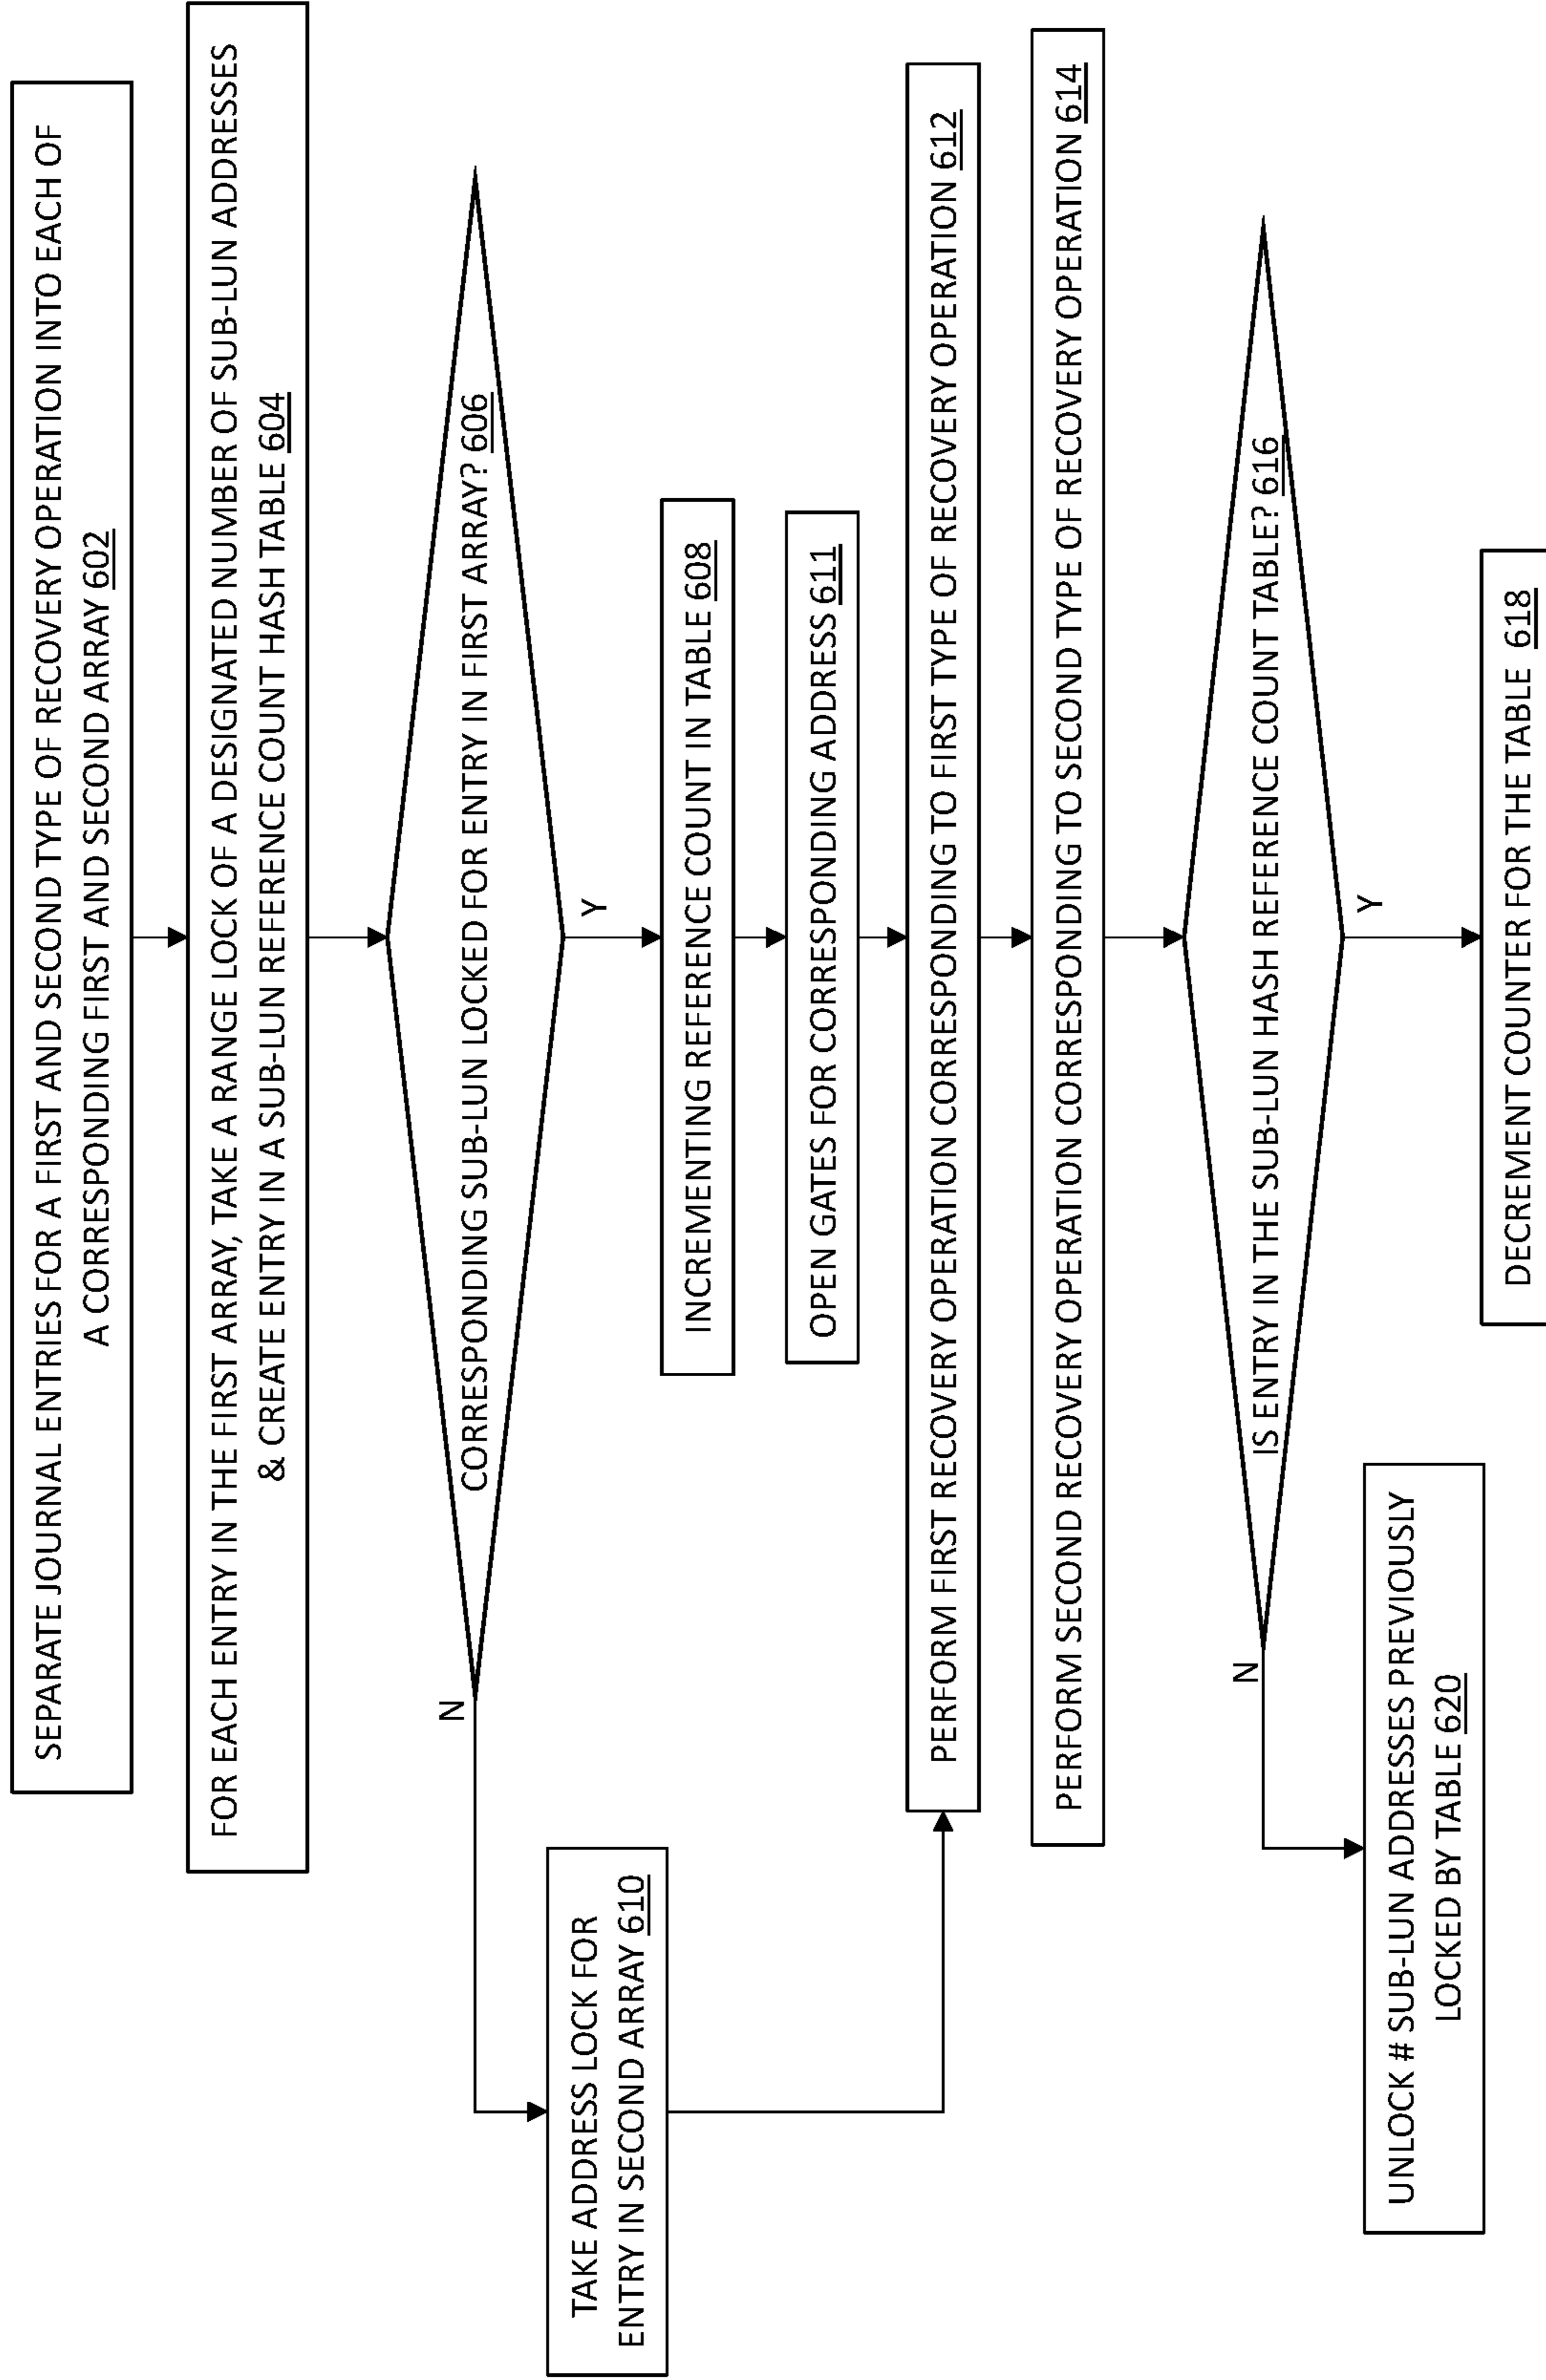 SEPARATE JOURNAL ENTRIES FOR A FIRST AND SECOND TYPE OF RECOVERY OPERATION INTO EACH OF
A CORRESPONDING FIRST AND SECOND ARRAY 602
FOR EACH ENTRY IN THE FIRST ARRAY, TAKE A RANGE LOCK OF A DESIGNATED NUMBER OF SUB-LUN ADDRESSES
& CREATE ENTRY IN A SUB-LUN REFERENCE COUNT HASH TABLE 604
CORRESPONDING SUB-LUN LOCKED FOR ENTRY IN FIRST ARRAY? 606
N
Y
TAKE ADDRESS LOCK FOR
ENTRY IN SECOND ARRAY 610
INCREMENTING REFERENCE COUNT IN TABLE 608
OPEN GATES FOR CORRESPONDING ADDRESS 611
PERFORM FIRST RECOVERY OPERATION CORRESPONDING TO FIRST TYPE OF RECOVERY OPERATION 612
PERFORM SECOND RECOVERY OPERATION CORRESPONDING TO SECOND TYPE OF RECOVERY OPERATION 614
IS ENTRY IN THE SUB-LUN HASH REFERENCE COUNT TABLE? 616
N
Y
UNLOCK # SUB-LUN ADDRESSES PREVIOUSLY
LOCKED BY TABLE 620
DECREMENT COUNTER FOR THE TABLE 618